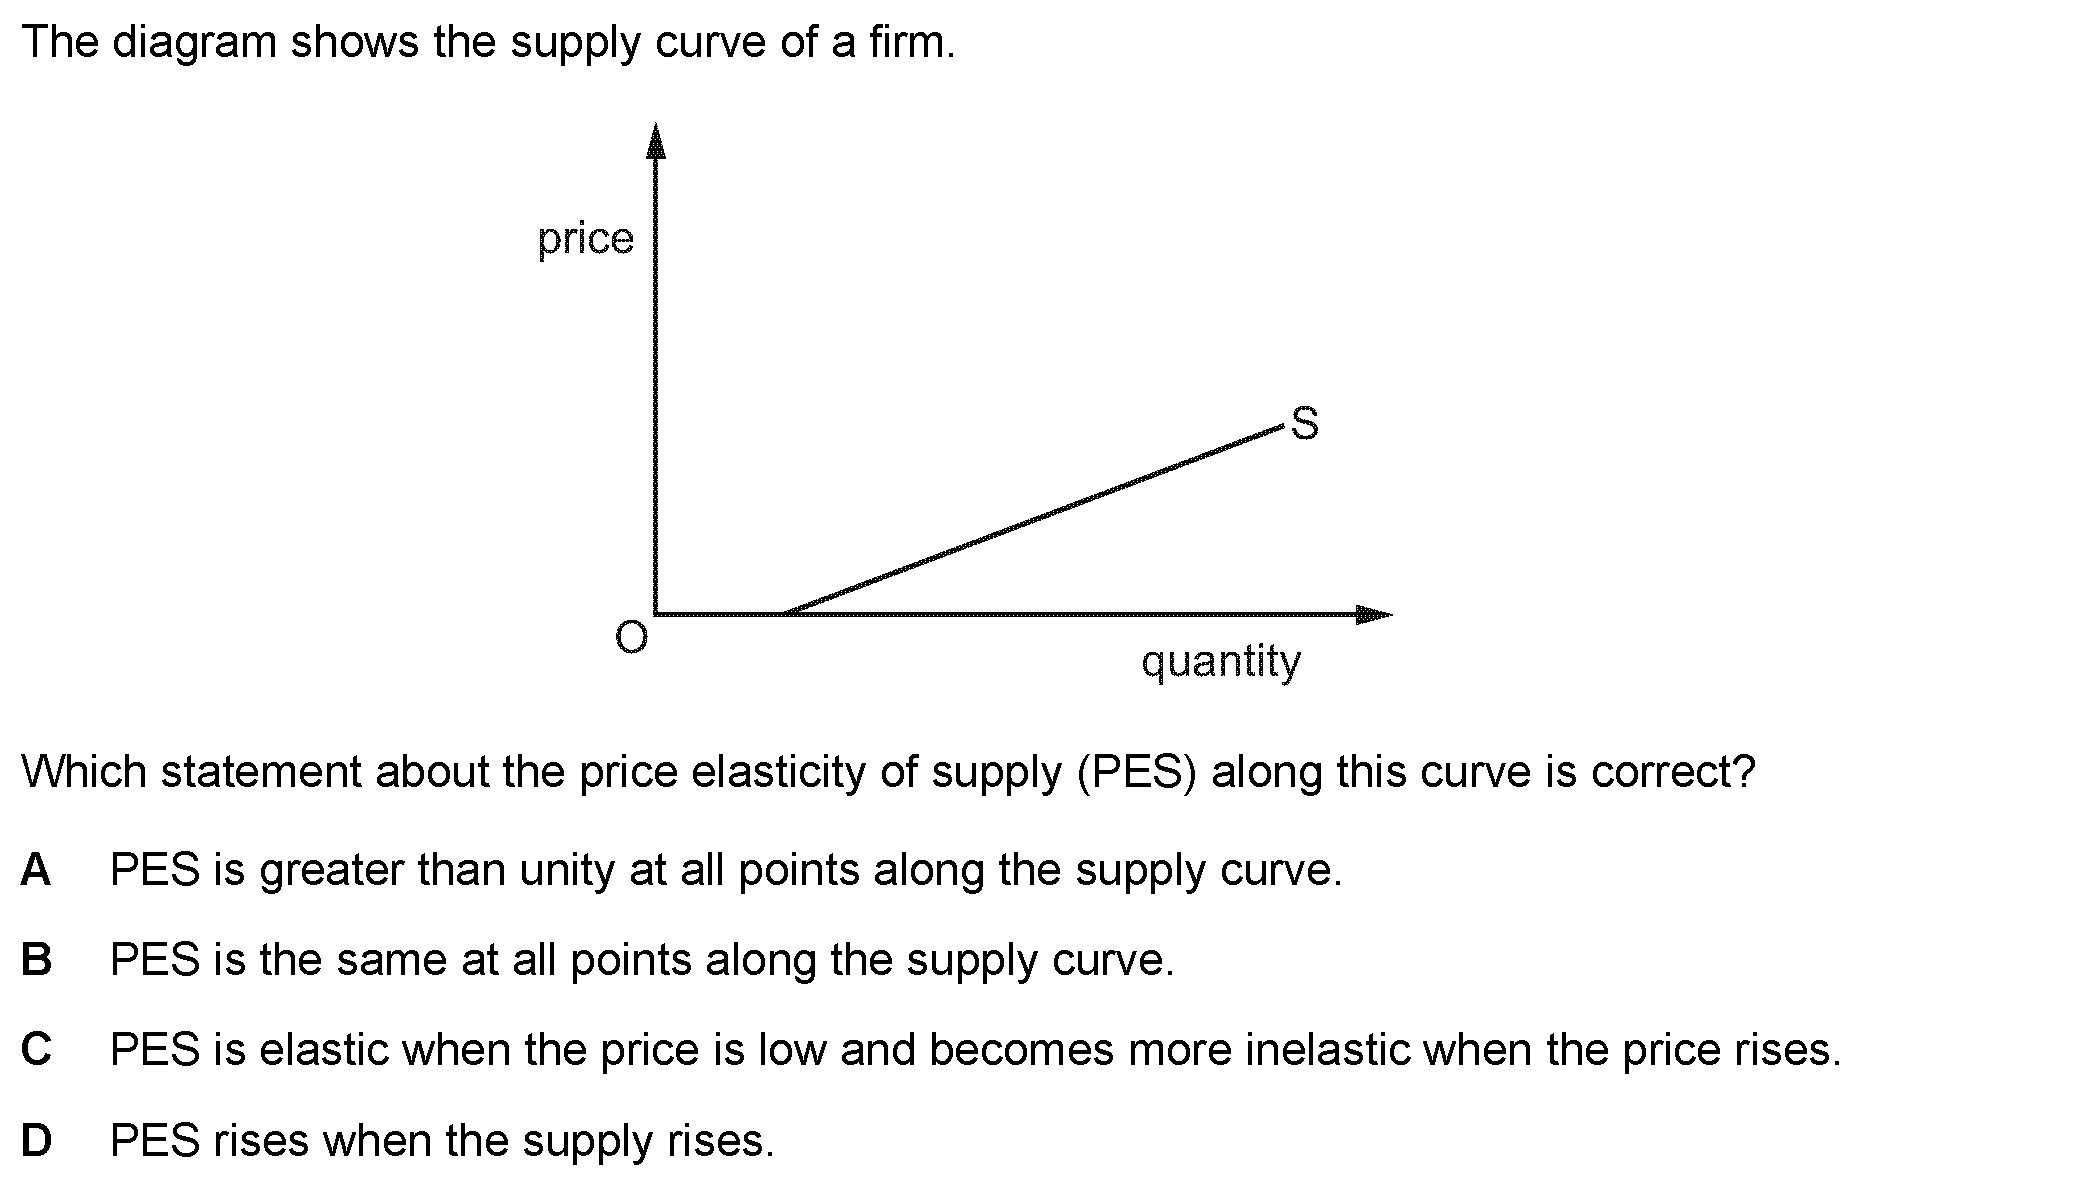 The diagram shows the supply curve of a firm.
price
S
O
quantity
Which statement about the price elasticity of supply (PES) along this curve is correct?
A PES is greater than unity at all points along the supply curve.
B PES is the same at all points along the supply curve.
C PES is elastic when the price is low and becomes more inelastic when the price rises.
D PES rises when the supply rises.